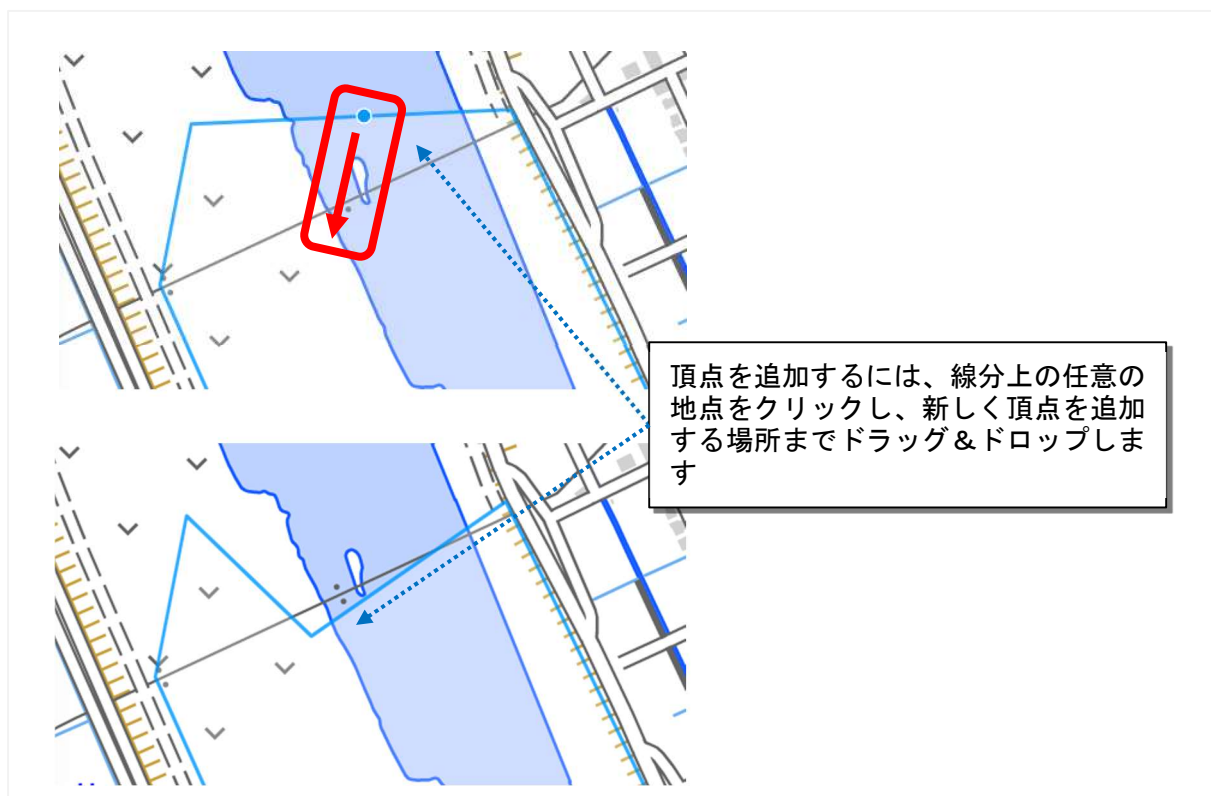 頂点を追加するには、線分上の任意の
地点をクリックし、新しく頂点を追加
する場所までドラッグ＆ドロップしま
す